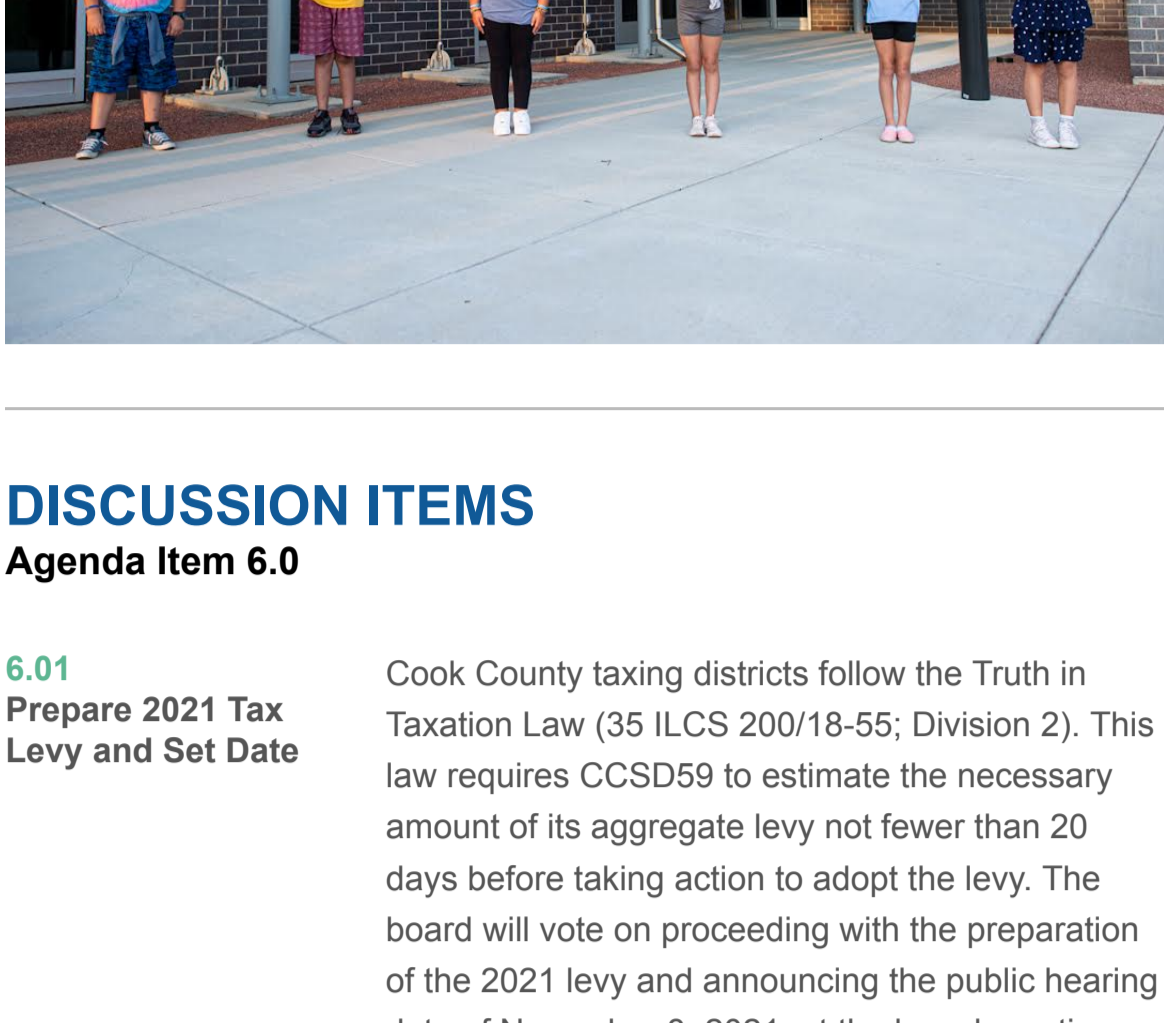 DISCUSSION ITEMS
Agenda Item 6.0
6.01
Prepare 2021 Tax
Levy and Set Date
Cook County taxing districts follow the Truth in
Taxation Law (35 ILCS 200/18-55; Division 2). This
law requires CCSD59 to estimate the necessary
amount of its aggregate levy not fewer than 20
days before taking action to adopt the levy. The
board will vote on proceeding with the preparation
of the 2021 levy and announcing the public hearing